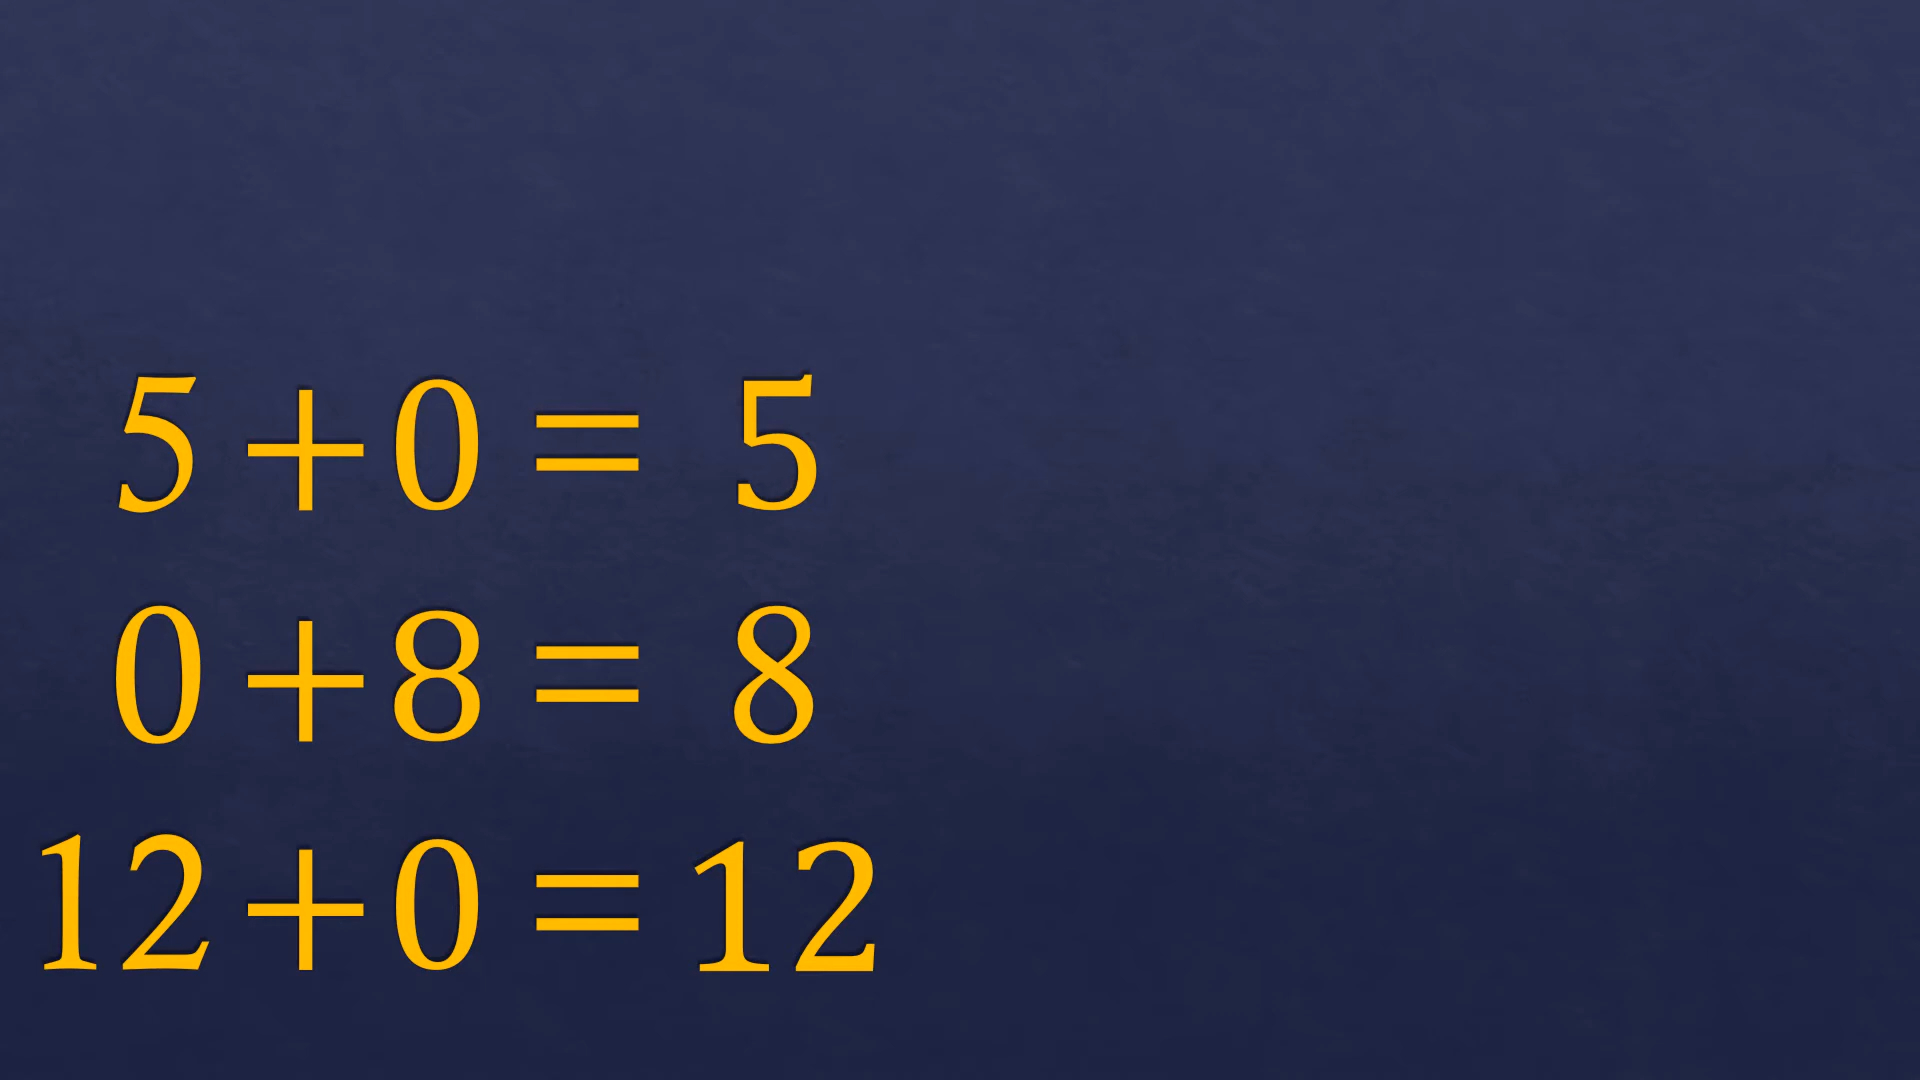 5 + 0 = 5
0 + 8 = 8
12 + 0 = 12